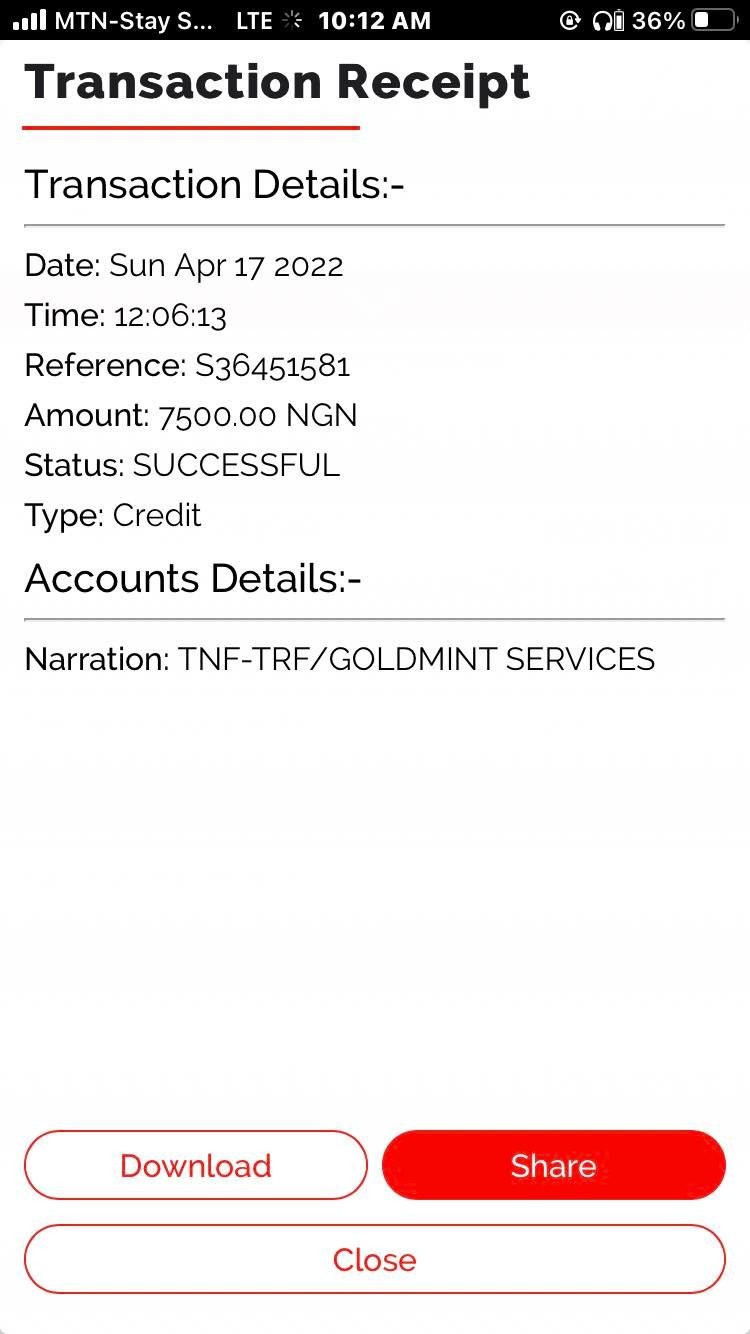 MTN-Stay S... LTE 10:12 AM 36%
Transaction Receipt
Transaction Details:-
Date: Sun Apr 17 2022
Time: 12:06:13
Reference: S36451581
Amount: 7500.00 NGN
Status: SUCCESSFUL
Type: Credit
Accounts Details:-
Narration: TNF-TRF/GOLDMINT SERVICES
Download Share
Close